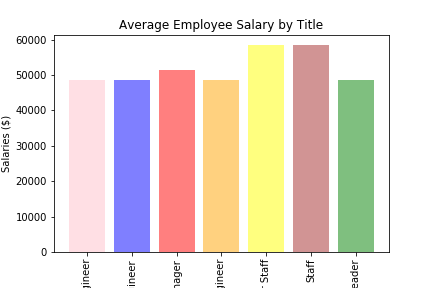 Average Employee Salary by Title
Salaries ($)
60000
50000
40000
30000
20000
10000
0
gineer
ineer
nager
gineer
r Staff
Staff
eader